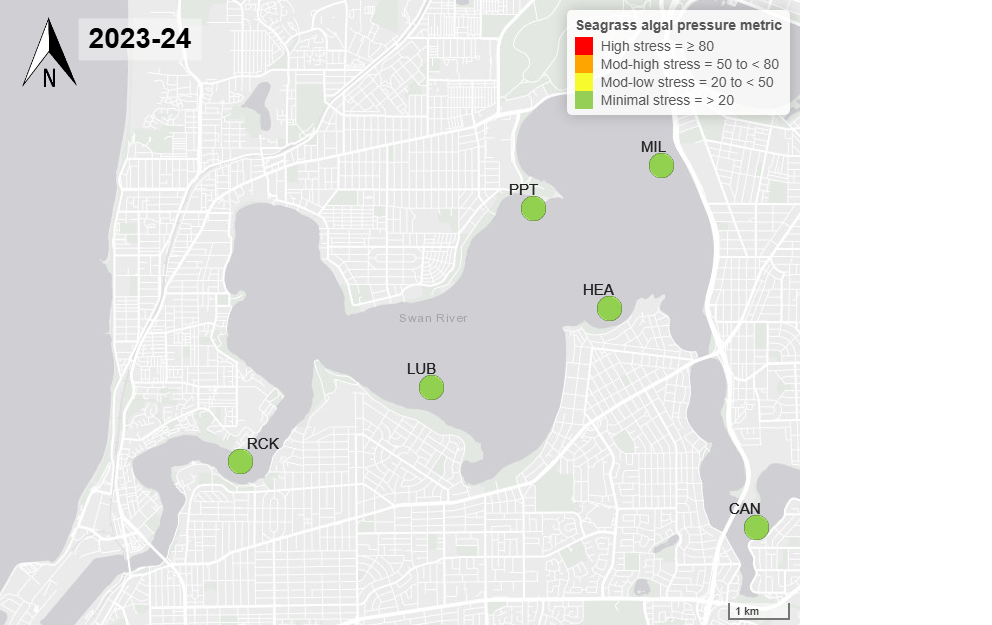 2023-24
N
Seagrass algal pressure metric
High stress = ≥ 80
Mod-high stress = 50 to < 80
Mod-low stress = 20 to < 50
Minimal stress = > 20
MIL
PPT
HEA
Swan River
LUB
RCK
CAN
1 km